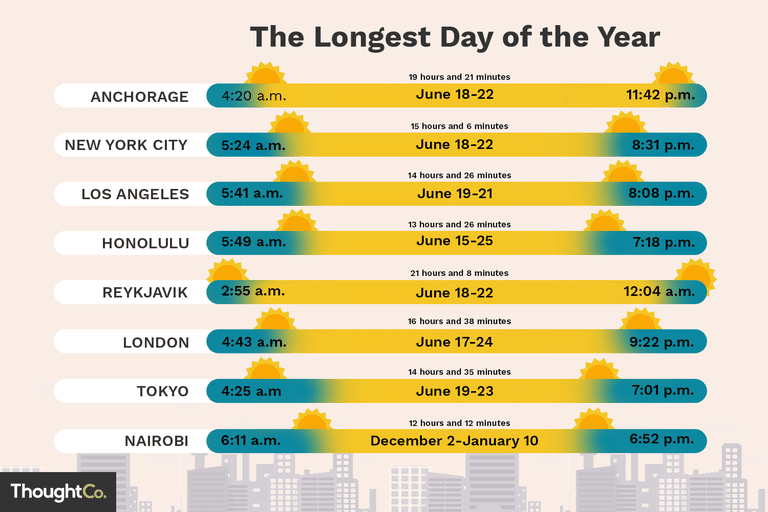 The Longest Day of the Year
19 hours and 21 minutes
ANCHORAGE 4:20 a.m. June 18-22 11:42 p.m.
15 hours and 6 minutes
NEW YORK CITY 5:24 a.m. June 18-22 8:31 p.m.
14 hours and 26 minutes
LOS ANGELES 5:41 a.m. June 19-21 8:08 p.m.
13 hours and 26 minutes
HONOLULU 5:49 a.m. June 15-25 7:18 p.m.
21 hours and 8 minutes
REYKJAVIK 2:55 a.m. June 18-22 12:04 a.m.
16 hours and 38 minutes
LONDON 4:43 a.m. June 17-24 9:22 p.m.
14 hours and 35 minutes
TOKYO 4:25 a.m June 19-23 7:01 p.m.
12 hours and 12 minutes
NAIROBI 6:11 a.m. December 2-January 10 6:52 p.m.
ThoughtCo.